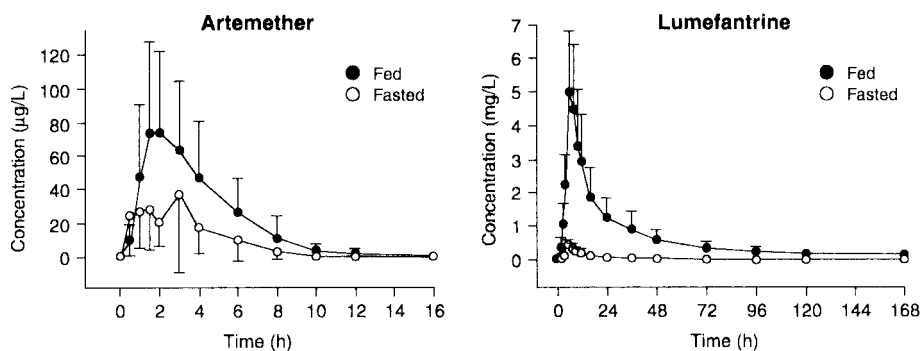 Artemether
120
100
80
60
40
20
0
Concentration (µg/L)
Fed
Fasted
0 2 4 6 8 10 12 14 16
Time (h)
Lumefantrine
7
6
5
4
3
2
1
0
Concentration (mg/L)
Fed
Fasted
0 24 48 72 96 120 144 168
Time (h)